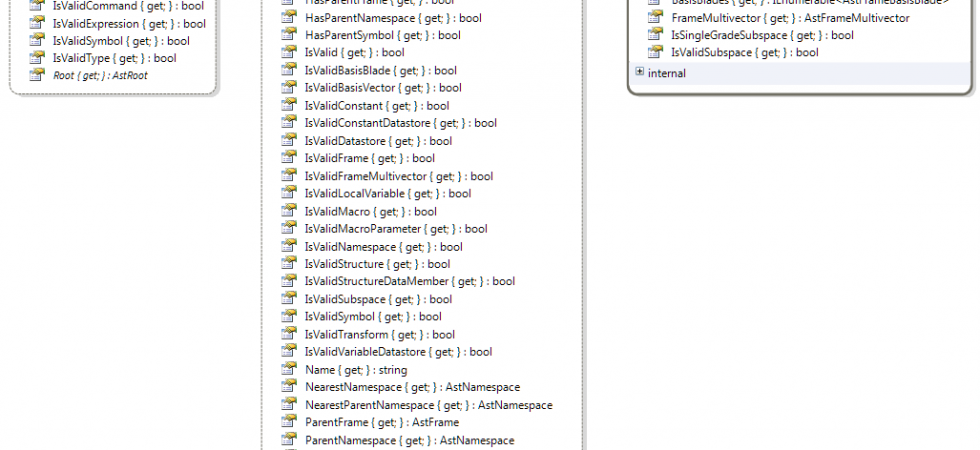 IsValidCommand { get; } : bool
IsValidExpression { get; } : bool
IsValidSymbol { get; } : bool
IsValidType { get; } : bool
Root { get; } : AstRoot
HasParentFrame { get; } : bool
HasParentNamespace { get; } : bool
HasParentSymbol { get; } : bool
IsValid { get; } : bool
IsValidBasisBlade { get; } : bool
IsValidBasisVector { get; } : bool
IsValidConstant { get; } : bool
IsValidConstantDatastore { get; } : bool
IsValidDatastore { get; } : bool
IsValidFrame { get; } : bool
IsValidFrameMultivector { get; } : bool
IsValidLocalVariable { get; } : bool
IsValidMacro { get; } : bool
IsValidMacroParameter { get; } : bool
IsValidNamespace { get; } : bool
IsValidStructure { get; } : bool
IsValidStructureDataMember { get; } : bool
IsValidSubspace { get; } : bool
IsValidSymbol { get; } : bool
IsValidTransform { get; } : bool
IsValidVariableDatastore { get; } : bool
Name { get; } : string
NearestNamespace { get; } : AstNamespace
NearestParentNamespace { get; } : AstNamespace
ParentFrame { get; } : AstFrame
ParentNamespace { get; } : AstNamespace
BasisBlades { get; } : IEnumerable<AstFrameBasisBlade>
FrameMultivector { get; } : AstFrameMultivector
IsSingleGradeSubspace { get; } : bool
IsValidSubspace { get; } : bool
internal